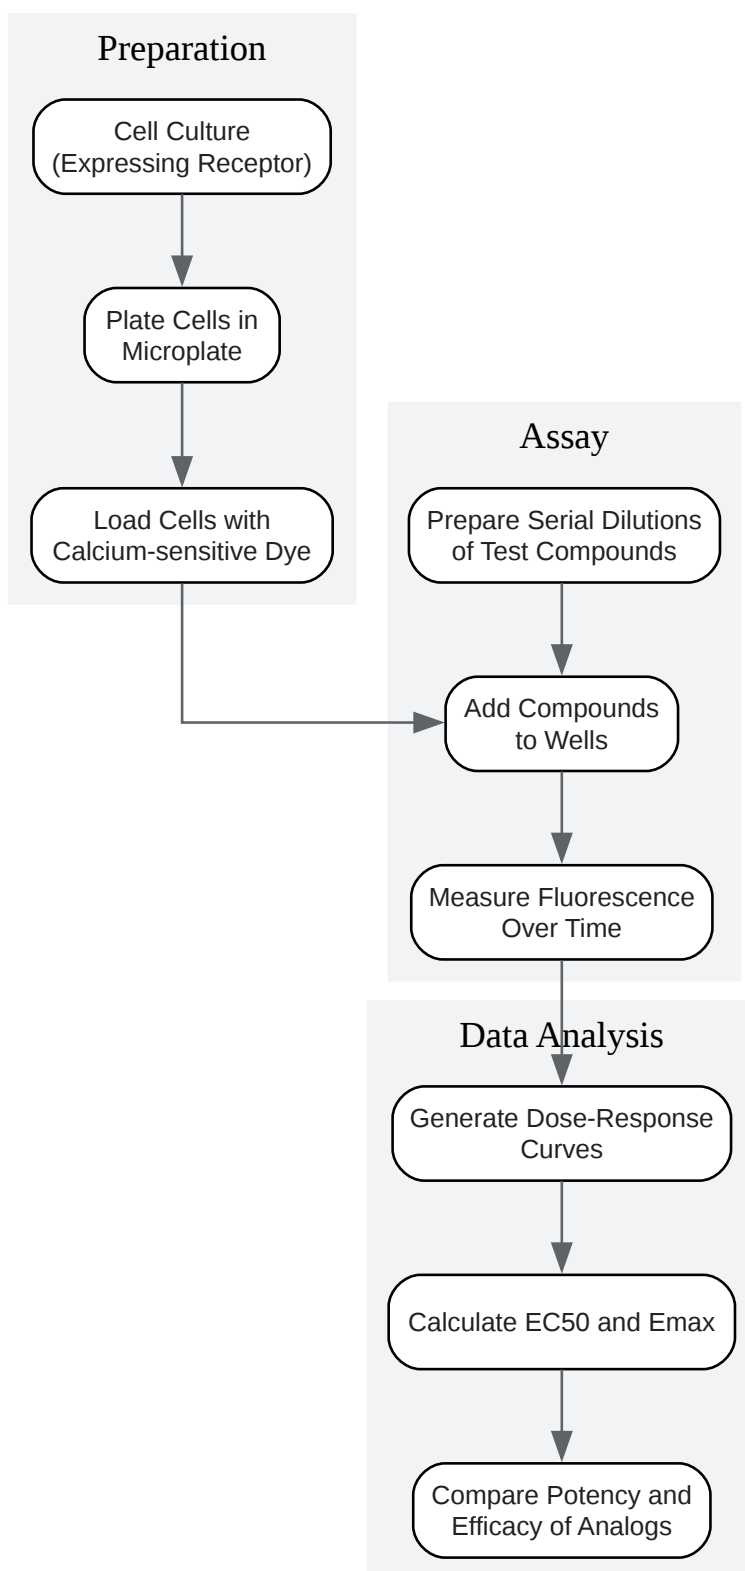 Preparation
Cell Culture
(Expressing Receptor)
Plate Cells in
Microplate
Load Cells with
Calcium-sensitive Dye
Assay
Prepare Serial Dilutions
of Test Compounds
Add Compounds
to Wells
Measure Fluorescence
Over Time
Data Analysis
Generate Dose-Response
Curves
Calculate EC50 and Emax
Compare Potency and
Efficacy of Analogs